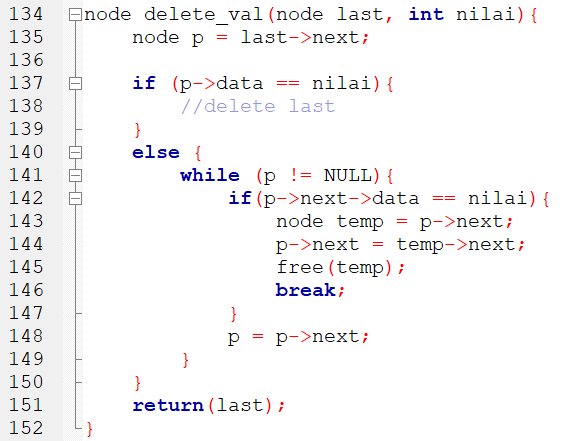 134 node delete_val(node last, int nilai){
135     node p = last->next;
136
137     if (p->data == nilai){
138         //delete last
139     }
140     else {
141         while (p != NULL){
142             if(p->next->data == nilai){
143                 node temp = p->next;
144                 p->next = temp->next;
145                 free(temp);
146                 break;
147             }
148             p = p->next;
149         }
150     }
151     return(last);
152 }